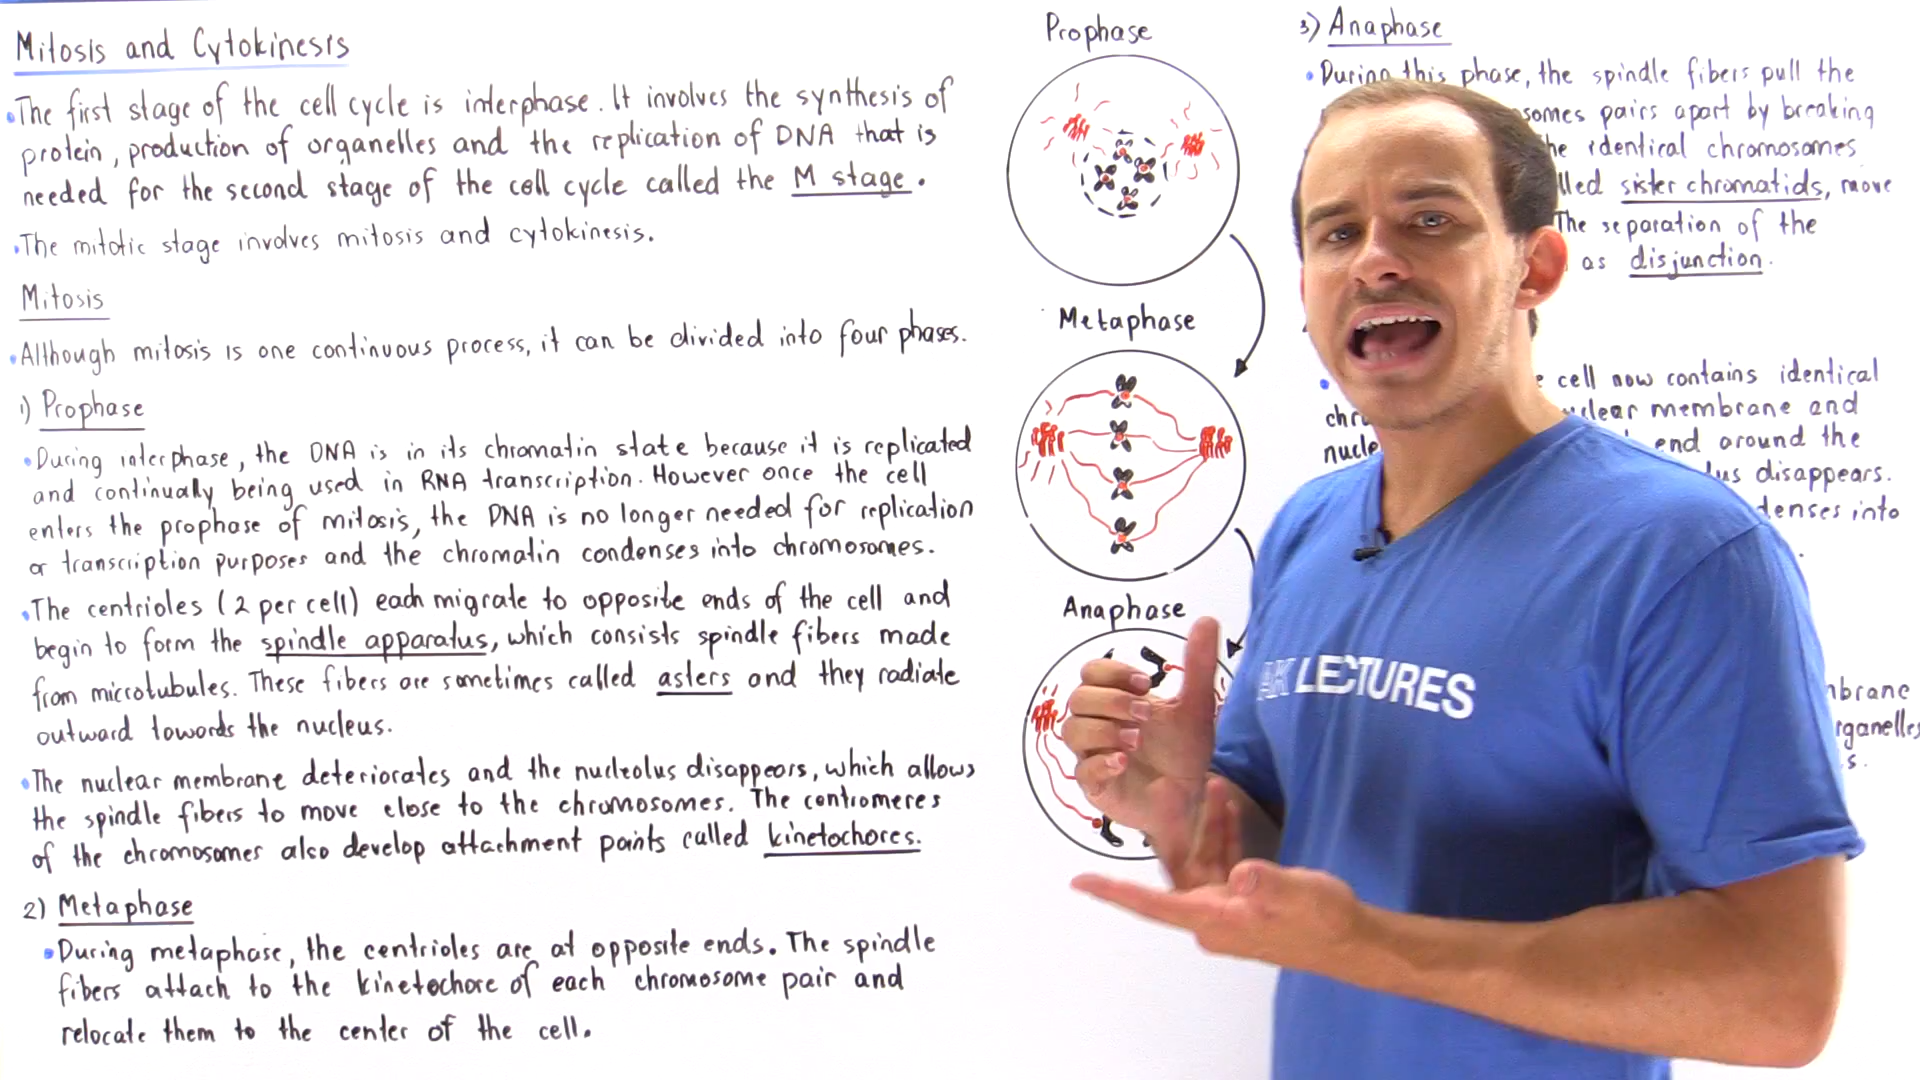 Mitosis and Cytokinesis
•The first stage of the cell cycle is interphase. It involves the synthesis of
protein, production of organelles and the replication of DNA that is
needed for the second stage of the cell cycle called the M stage.
•The mitotic stage involves mitosis and cytokinesis.
Mitosis
•Although mitosis is one continuous process, it can be divided into four phases.
1) Prophase
•During interphase, the DNA is in its chromatin state because it is replicated
and continually being used in RNA transcription. However once the cell
enters the prophase of mitosis, the DNA is no longer needed for replication
or transcription purposes and the chromatin condenses into chromosomes.
•The centrioles (2 per cell) each migrate to opposite ends of the cell and
begin to form the spindle apparatus, which consists spindle fibers made
from microtubules. These fibers are sometimes called asters and they radiate
outward towards the nucleus.
•The nuclear membrane deteriorates and the nucleolus disappears, which allows
the spindle fibers to move close to the chromosomes. The centromeres
of the chromosomes also develop attachment points called kinetochores.
2) Metaphase
•During metaphase, the centrioles are at opposite ends. The spindle
fibers attach to the kinetochore of each chromosome pair and
relocate them to the center of the cell.
Prophase
Metaphase
Anaphase
3) Anaphase
•During this phase, the spindle fibers pull the
somes pairs apart by breaking
he identical chromosomes
lled sister chromatids, move
The separation of the
as disjunction.
cell now contains identical
chr clear membrane and
nucle end around the
us disappears.
denses into
mbrane
rganelles
s.
AK LECTURES